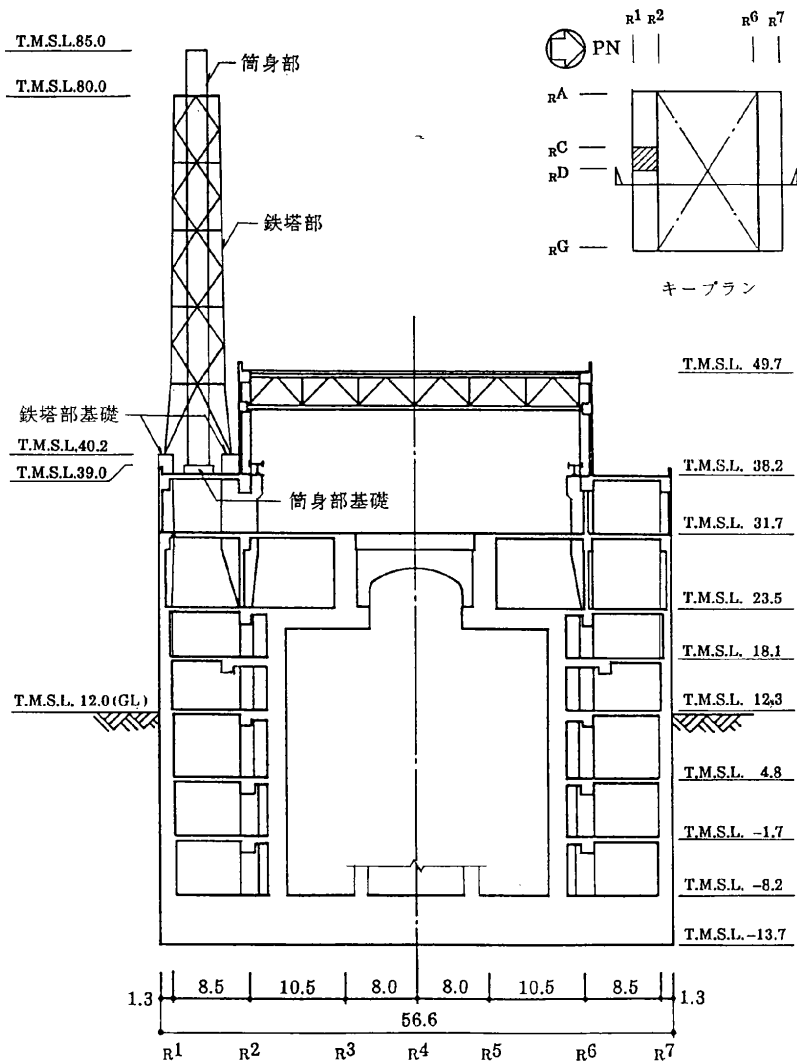 T.M.S.L.85.0
筒身部
T.M.S.L.80.0
鉄塔部
鉄塔部基礎
T.M.S.L.40.2
T.M.S.L.39.0
筒身部基礎
T.M.S.L. 12.0(GL)
R1 R2 R6 R7
PN
RA
RC
RD
RG
キープラン
T.M.S.L. 49.7
T.M.S.L. 38.2
T.M.S.L. 31.7
T.M.S.L. 23.5
T.M.S.L. 18.1
T.M.S.L. 12.3
T.M.S.L. 4.8
T.M.S.L. -1.7
T.M.S.L. -8.2
T.M.S.L.-13.7
1.3 8.5 10.5 8.0 8.0 10.5 8.5 1.3
56.6
R1 R2 R3 R4 R5 R6 R7